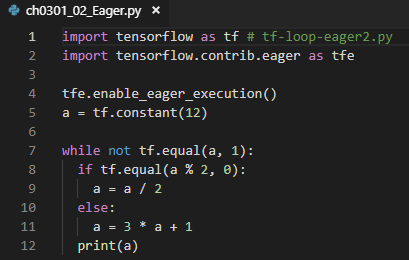 ch0301_02_Eager.py ×
1 import tensorflow as tf # tf-loop-eager2.py
2 import tensorflow.contrib.eager as tfe
3
4 tfe.enable_eager_execution()
5 a = tf.constant(12)
6
7 while not tf.equal(a, 1):
8   if tf.equal(a % 2, 0):
9     a = a / 2
10   else:
11     a = 3 * a + 1
12   print(a)